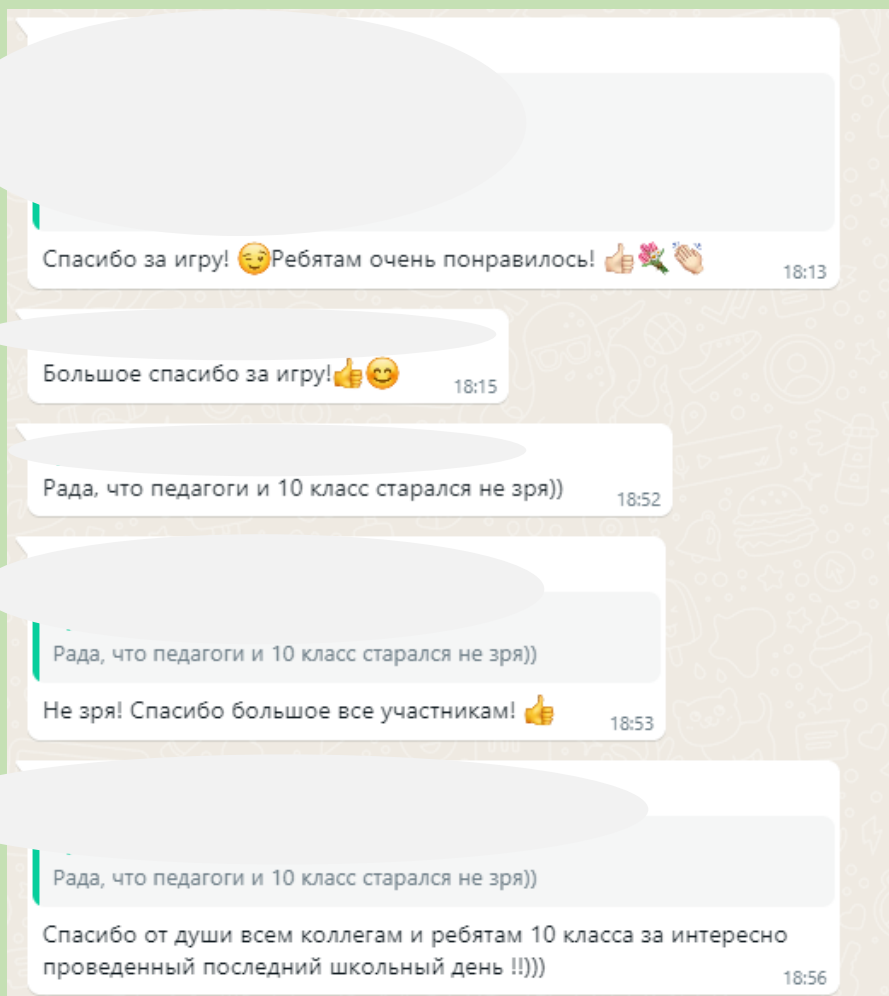 Спасибо за игру! 😏Ребятам очень понравилось! 👍🏻💐👏🏻
18:13
Большое спасибо за игру!👍😊
18:15
Рада, что педагоги и 10 класс старался не зря))
18:52
Рада, что педагоги и 10 класс старался не зря))
Не зря! Спасибо большое все участникам! 👍
18:53
Рада, что педагоги и 10 класс старался не зря))
Спасибо от души всем коллегам и ребятам 10 класса за интересно
проведенный последний школьный день !!)))
18:56